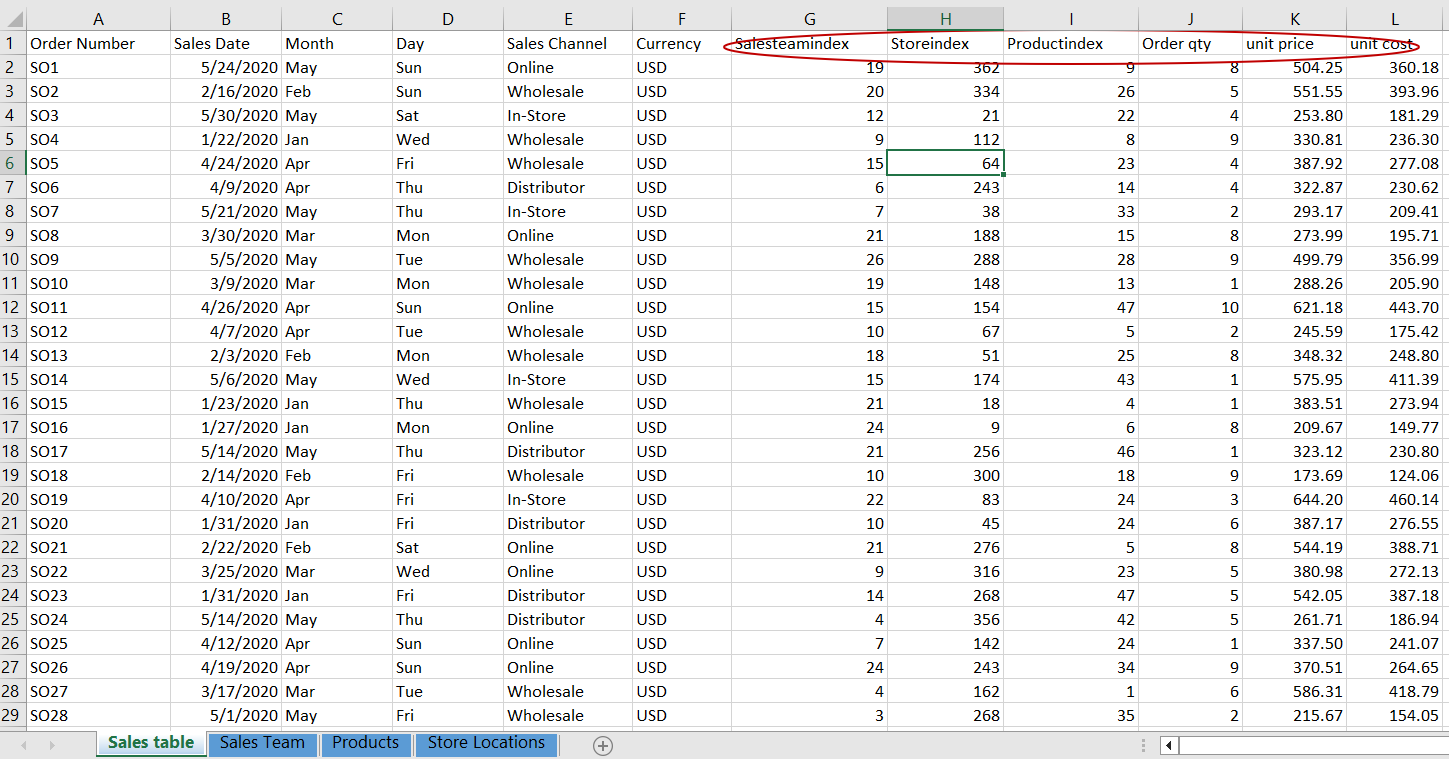 A B C D E F G H I J K L
1 Order Number Sales Date Month Day Sales Channel Currency Salesteamindex Storeindex Productindex Order qty unit price unit cost
2 SO1 5/24/2020 May Sun Online USD 19 362 9 8 504.25 360.18
3 SO2 2/16/2020 Feb Sun Wholesale USD 20 334 26 5 551.55 393.96
4 SO3 5/30/2020 May Sat In-Store USD 12 21 22 4 253.80 181.29
5 SO4 1/22/2020 Jan Wed Wholesale USD 9 112 8 9 330.81 236.30
6 SO5 4/24/2020 Apr Fri Wholesale USD 15 64 23 4 387.92 277.08
7 SO6 4/9/2020 Apr Thu Distributor USD 6 243 14 4 322.87 230.62
8 SO7 5/21/2020 May Thu In-Store USD 7 38 33 2 293.17 209.41
9 SO8 3/30/2020 Mar Mon Online USD 21 188 15 8 273.99 195.71
10 SO9 5/5/2020 May Tue Wholesale USD 26 288 28 9 499.79 356.99
11 SO10 3/9/2020 Mar Mon Wholesale USD 19 148 13 1 288.26 205.90
12 SO11 4/26/2020 Apr Sun Online USD 15 154 47 10 621.18 443.70
13 SO12 4/7/2020 Apr Tue Wholesale USD 10 67 5 2 245.59 175.42
14 SO13 2/3/2020 Feb Mon Wholesale USD 18 51 25 8 348.32 248.80
15 SO14 5/6/2020 May Wed In-Store USD 15 174 43 1 575.95 411.39
16 SO15 1/23/2020 Jan Thu Wholesale USD 21 18 4 1 383.51 273.94
17 SO16 1/27/2020 Jan Mon Online USD 24 9 6 8 209.67 149.77
18 SO17 5/14/2020 May Thu Distributor USD 21 256 46 1 323.12 230.80
19 SO18 2/14/2020 Feb Fri Wholesale USD 10 300 18 9 173.69 124.06
20 SO19 4/10/2020 Apr Fri In-Store USD 22 83 24 3 644.20 460.14
21 SO20 1/31/2020 Jan Fri Distributor USD 10 45 24 6 387.17 276.55
22 SO21 2/22/2020 Feb Sat Online USD 21 276 5 8 544.19 388.71
23 SO22 3/25/2020 Mar Wed Online USD 9 316 23 5 380.98 272.13
24 SO23 1/31/2020 Jan Fri Distributor USD 14 268 47 5 542.05 387.18
25 SO24 5/14/2020 May Thu Distributor USD 4 356 42 5 261.71 186.94
26 SO25 4/12/2020 Apr Sun Online USD 7 142 24 1 337.50 241.07
27 SO26 4/19/2020 Apr Sun Online USD 24 243 34 9 370.51 264.65
28 SO27 3/17/2020 Mar Tue Wholesale USD 4 162 1 6 586.31 418.79
29 SO28 5/1/2020 May Fri Wholesale USD 3 268 35 2 215.67 154.05
Sales table Sales Team Products Store Locations